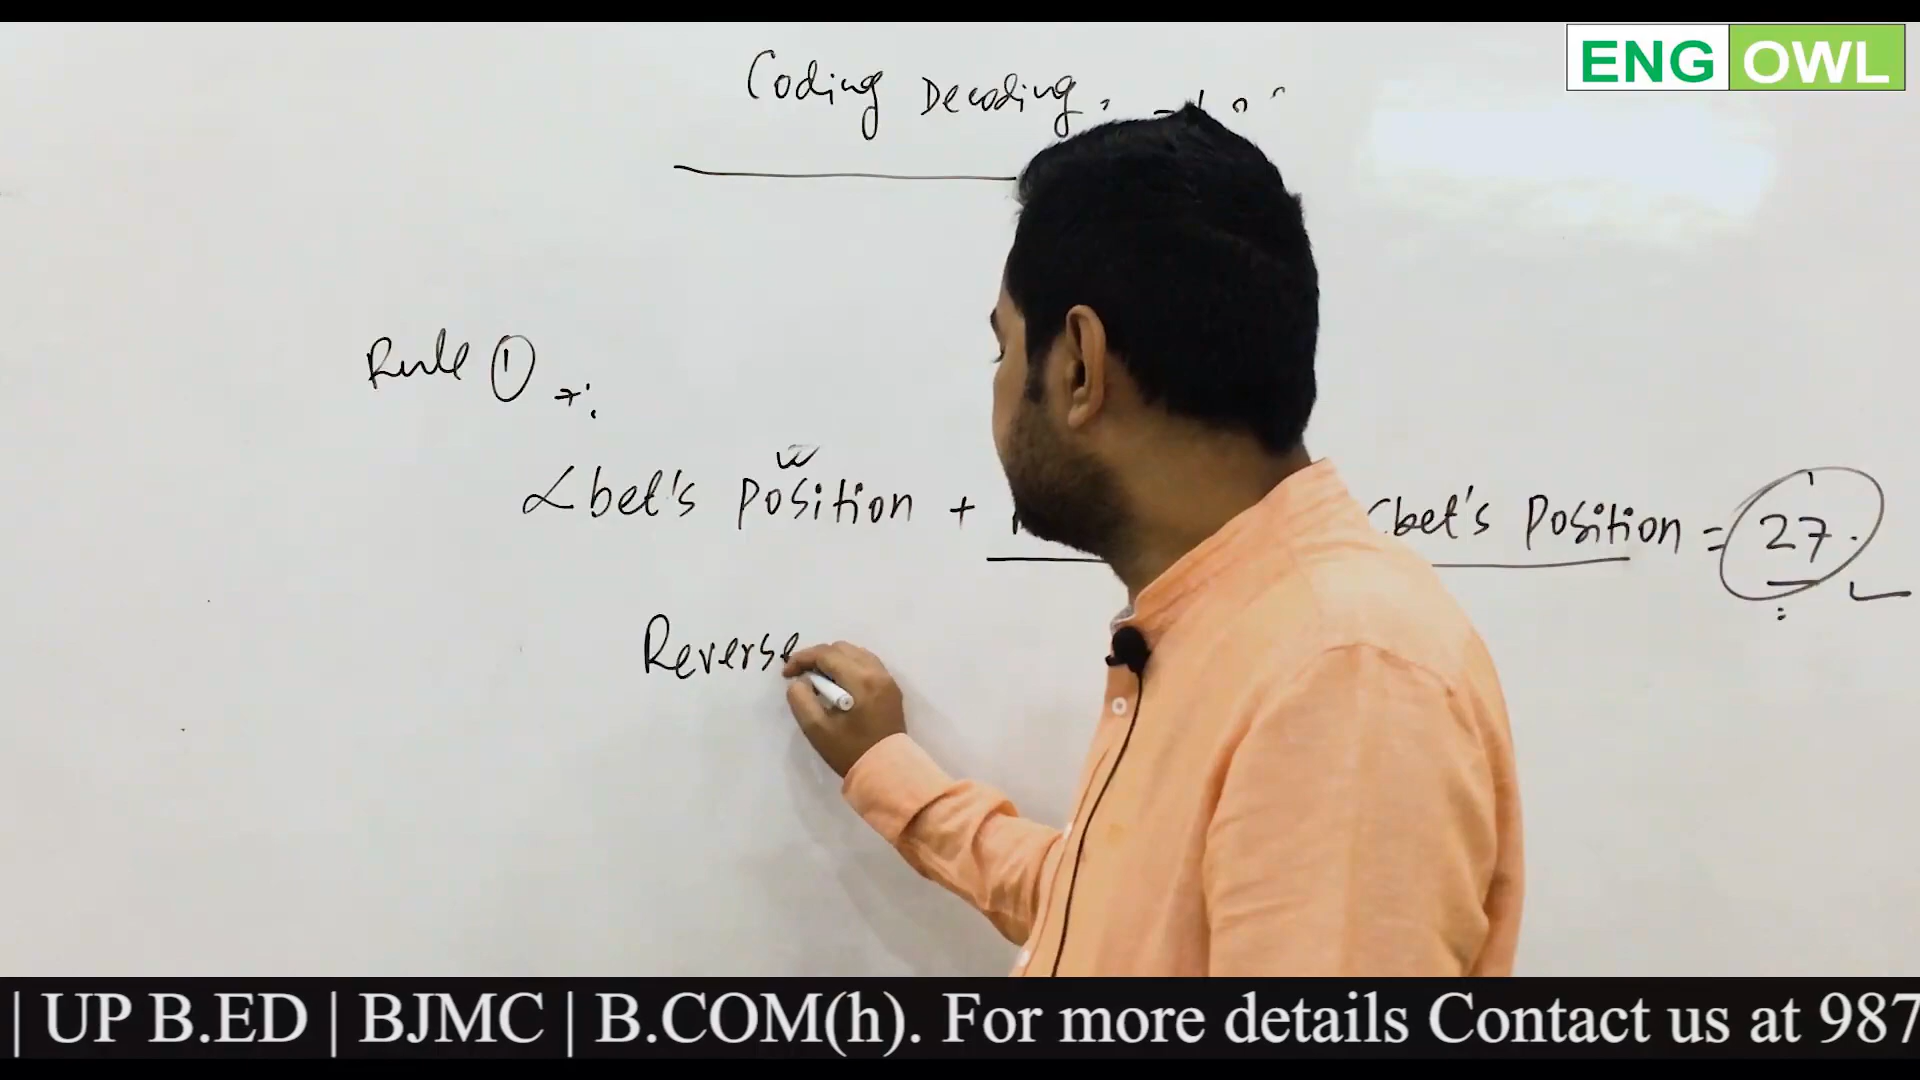 ENG OWL
Coding Decoding
Rule ①
αbet's position + bet's Position = 27.
Reverse
| UP B.ED | BJMC | B.COM(h). For more details Contact us at 987